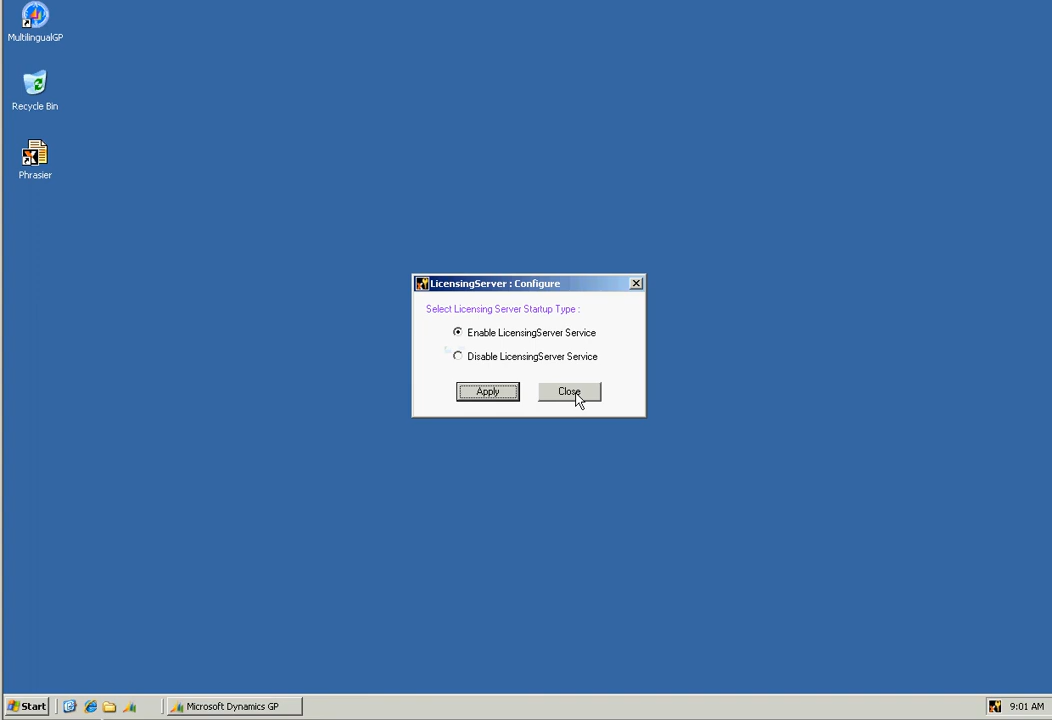 MultilingualGP
Recycle Bin
Phrasier
LicensingServer : Configure
Select Licensing Server Startup Type :
Enable LicensingServer Service
Disable LicensingServer Service
Apply Close
Start Microsoft Dynamics GP 9:01 AM